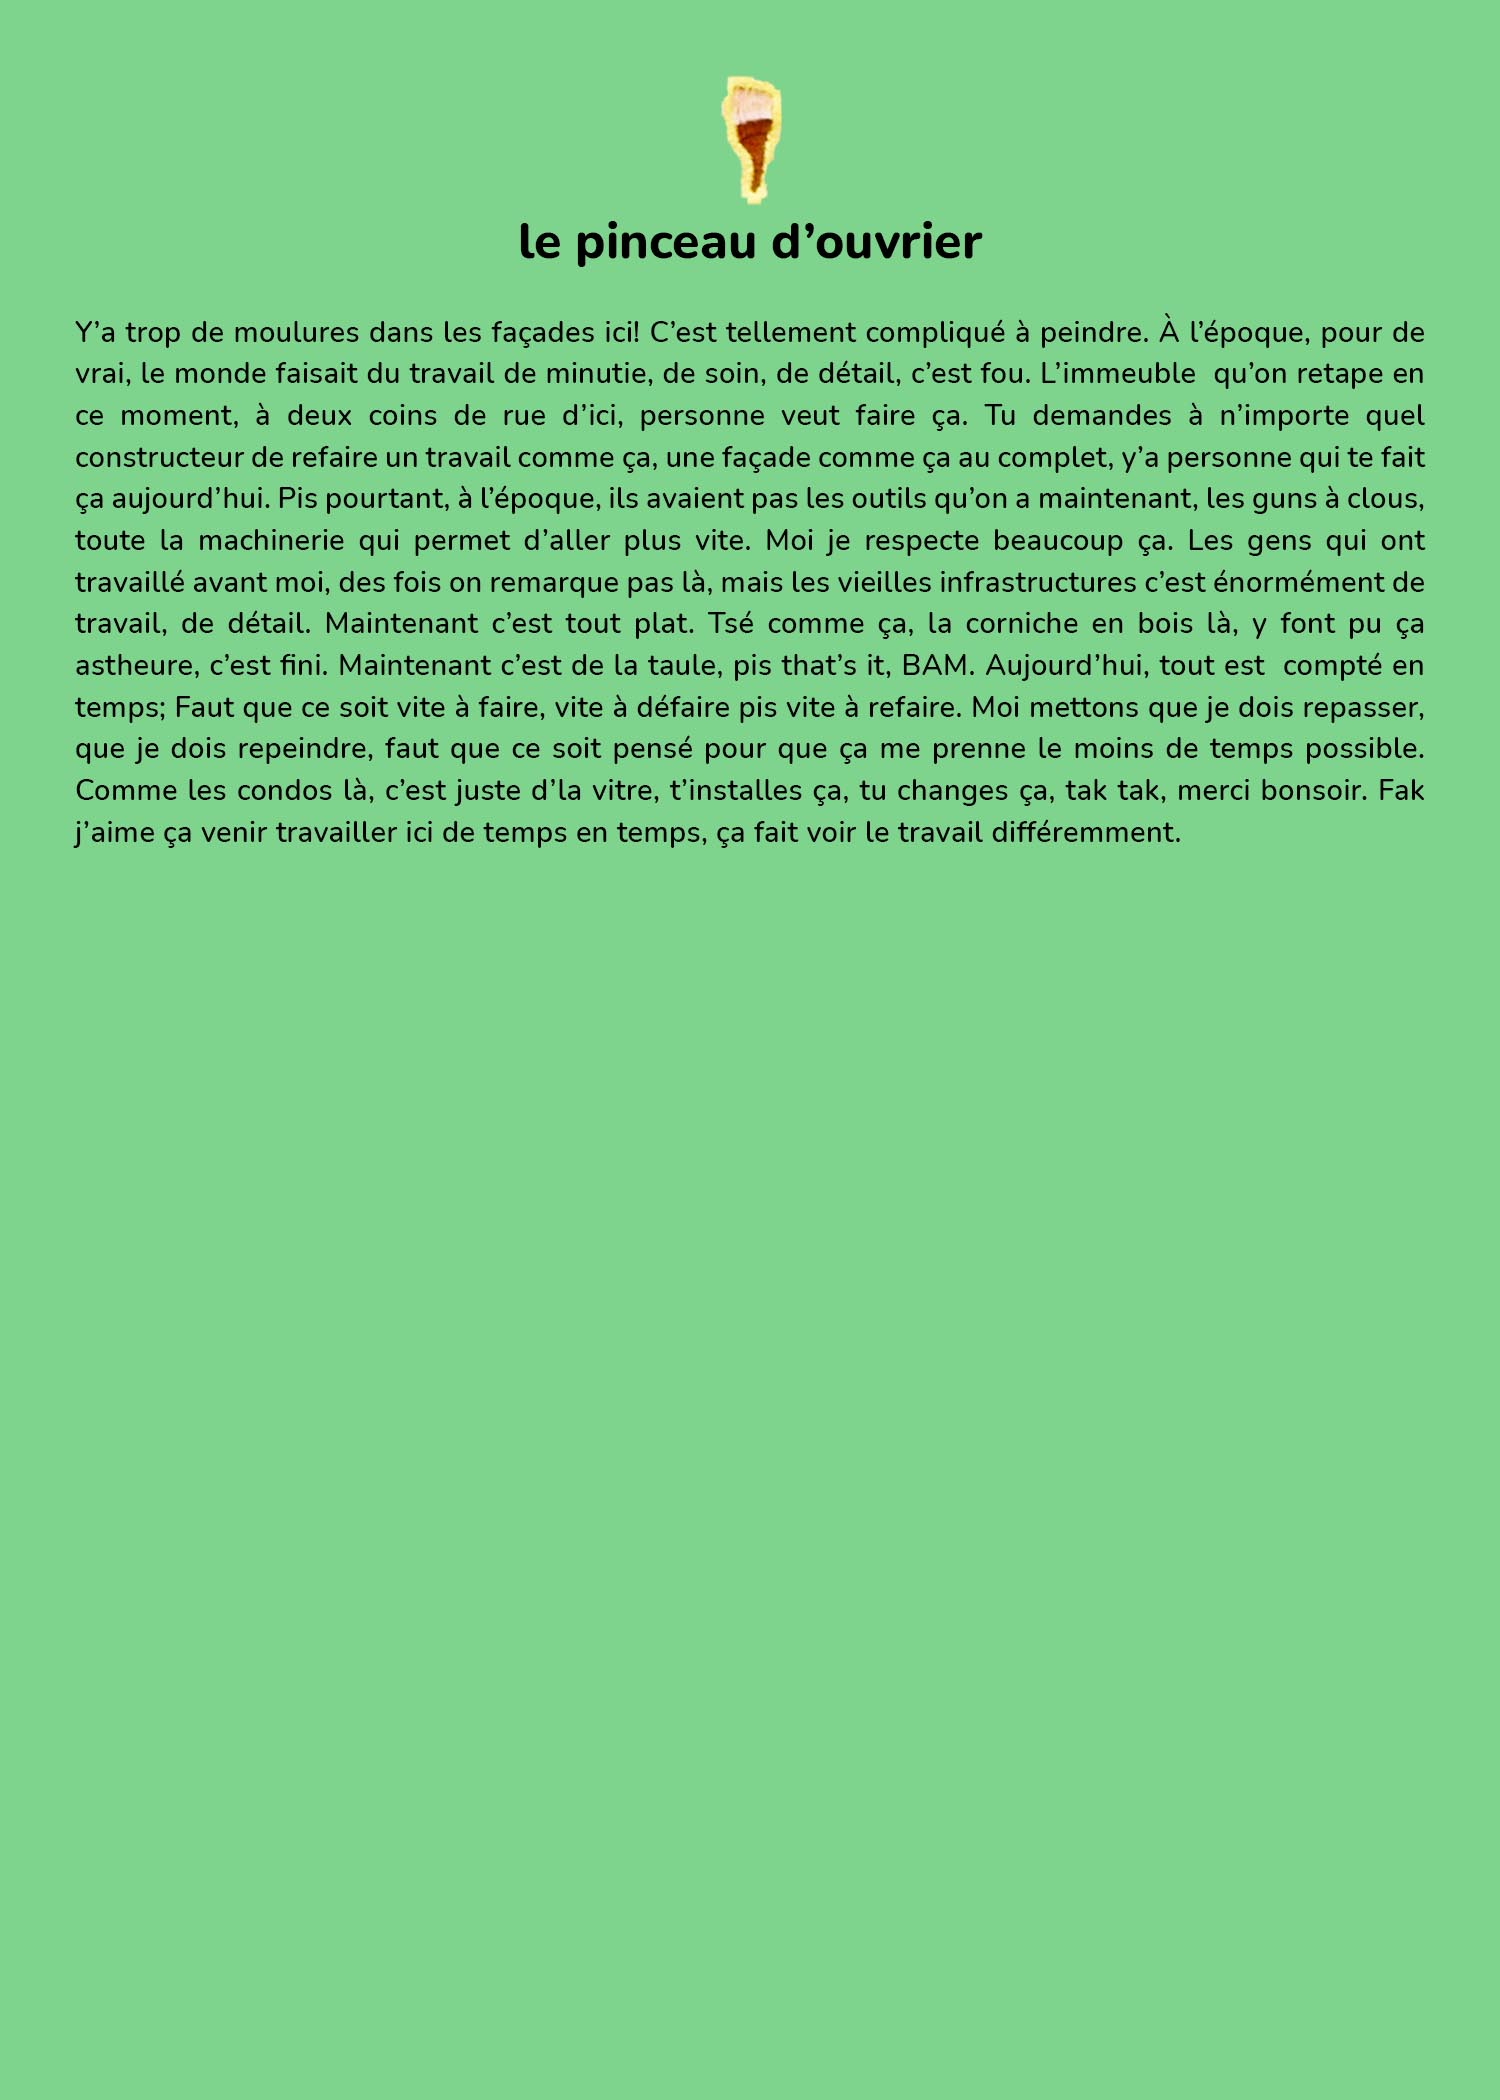 le pinceau d’ouvrier
Y’a trop de moulures dans les façades ici! C’est tellement compliqué à peindre. À l’époque, pour de
vrai, le monde faisait du travail de minutie, de soin, de détail, c’est fou. L’immeuble  qu’on retape en
ce moment, à deux coins de rue d’ici, personne veut faire ça. Tu demandes à n’importe quel
constructeur de refaire un travail comme ça, une façade comme ça au complet, y’a personne qui te fait
ça aujourd’hui. Pis pourtant, à l’époque, ils avaient pas les outils qu’on a maintenant, les guns à clous,
toute la machinerie qui permet d’aller plus vite. Moi je respecte beaucoup ça. Les gens qui ont
travaillé avant moi, des fois on remarque pas là, mais les vieilles infrastructures c’est énormément de
travail, de détail. Maintenant c’est tout plat. Tsé comme ça, la corniche en bois là, y font pu ça
astheure, c’est fini. Maintenant c’est de la taule, pis that’s it, BAM. Aujourd’hui, tout est  compté en
temps; Faut que ce soit vite à faire, vite à défaire pis vite à refaire. Moi mettons que je dois repasser,
que je dois repeindre, faut que ce soit pensé pour que ça me prenne le moins de temps possible.
Comme les condos là, c’est juste d’la vitre, t’installes ça, tu changes ça, tak tak, merci bonsoir. Fak
j’aime ça venir travailler ici de temps en temps, ça fait voir le travail différemment.